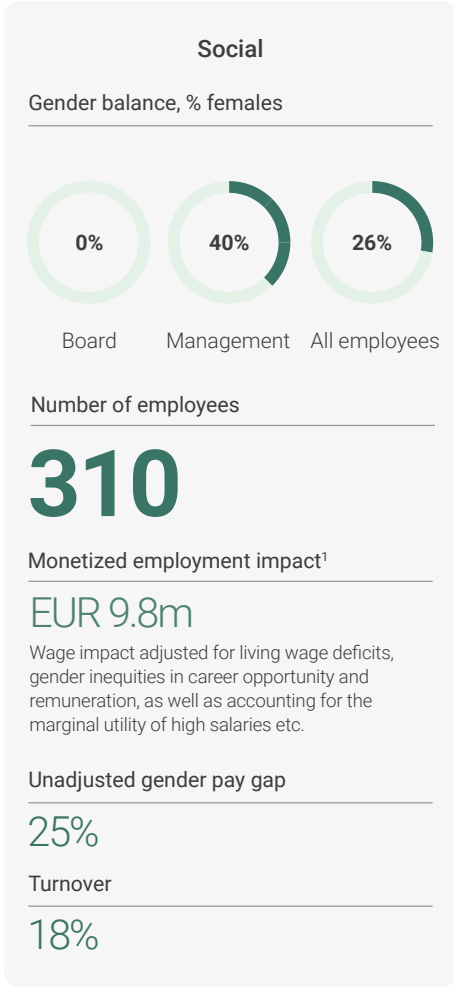 Social
Gender balance, % females
0% 40% 26%
Board Management All employees
Number of employees
310
Monetized employment impact¹
EUR 9.8m
Wage impact adjusted for living wage deficits,
gender inequities in career opportunity and
remuneration, as well as accounting for the
marginal utility of high salaries etc.
Unadjusted gender pay gap
25%
Turnover
18%